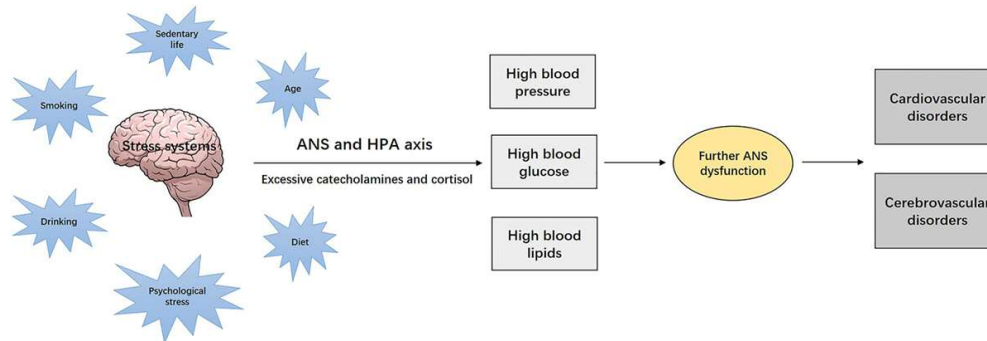 Sedentary
life
Smoking
Age
Stress systems
Drinking
Diet
Psychological
stress
ANS and HPA axis
Excessive catecholamines and cortisol
High blood
pressure
High blood
glucose
High blood
lipids
Further ANS
dysfunction
Cardiovascular
disorders
Cerebrovascular
disorders